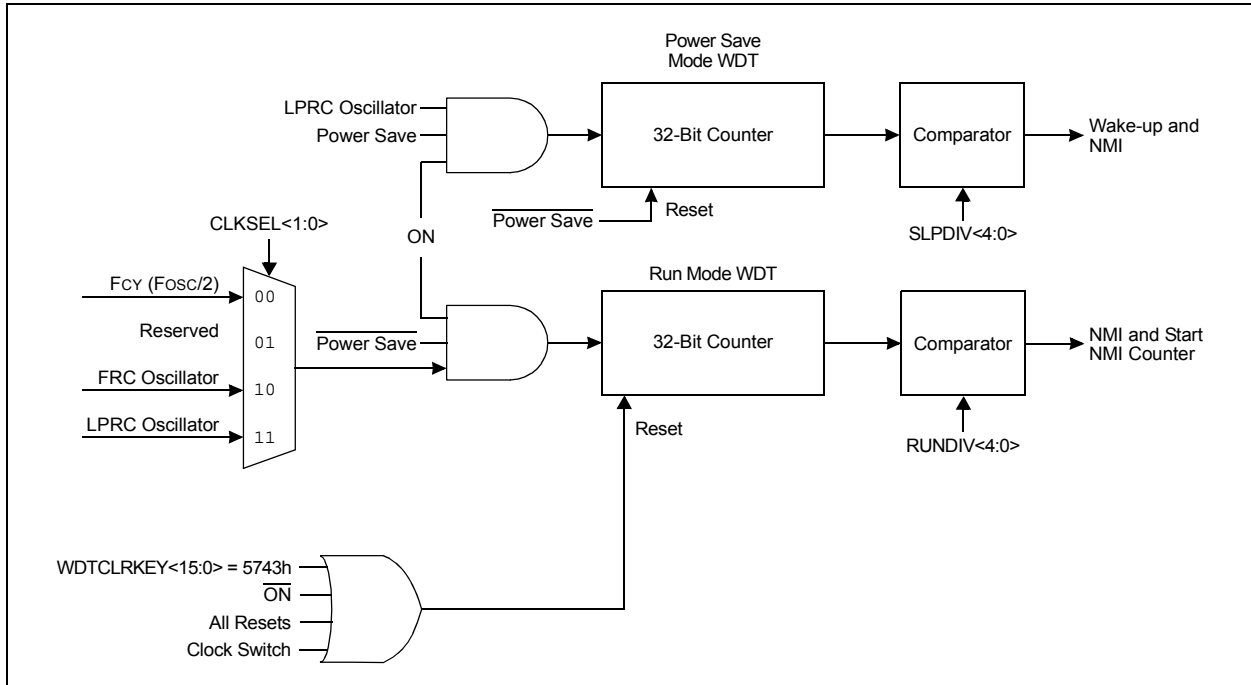 Power Save
Mode WDT
LPRC Oscillator
Power Save
32-Bit Counter
Comparator
Wake-up and
NMI
Power Save
Reset
SLPDIV<4:0>
CLKSEL<1:0>
ON
Run Mode WDT
FCY (FOSC/2)
00
Reserved
01
Power Save
32-Bit Counter
Comparator
NMI and Start
NMI Counter
FRC Oscillator
10
LPRC Oscillator
11
Reset
RUNDIV<4:0>
WDTCLRKEY<15:0> = 5743h
ON
All Resets
Clock Switch